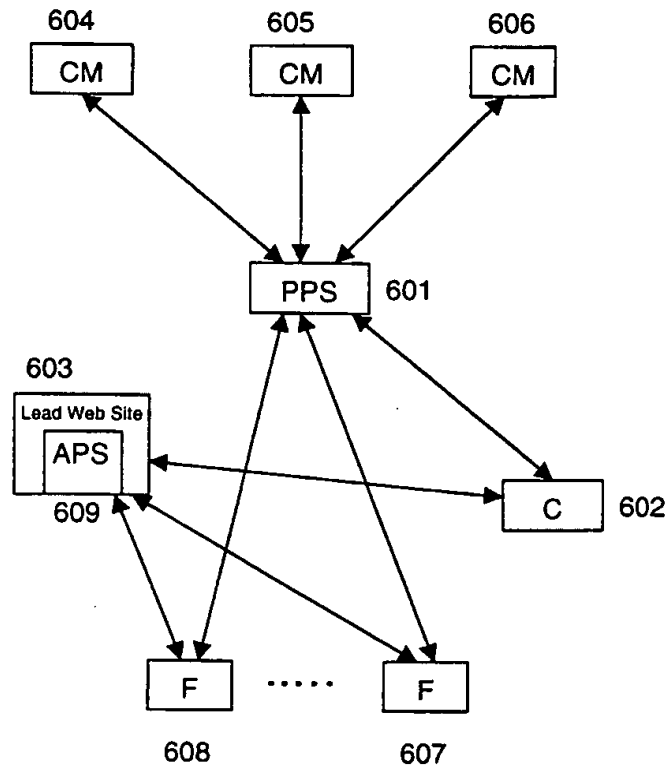 604
605
606
CM
CM
CM
PPS
601
603
Lead Web Site
APS
609
C
602
F
.....
F
608
607